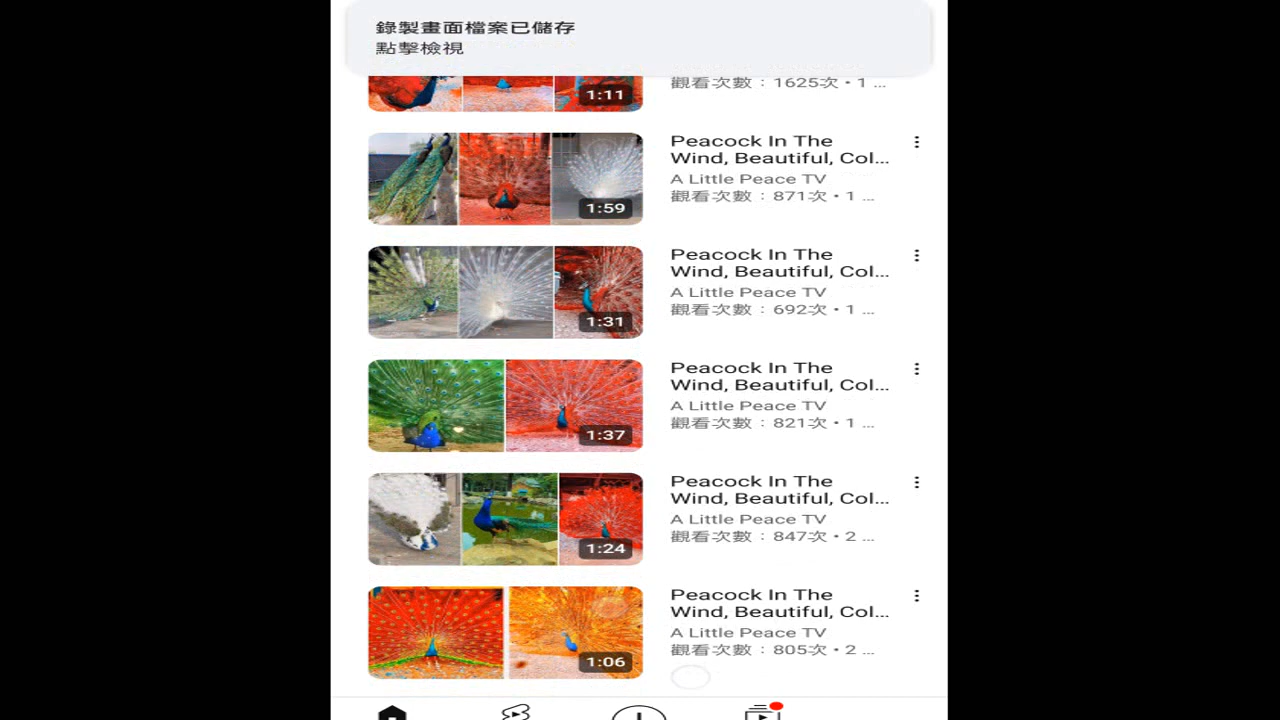 錄製畫面檔案已儲存
點擊檢視
觀看次數：1625次・1 ...
1:11
Peacock In The
Wind, Beautiful, Col...
A Little Peace TV
觀看次數：871次・1 ...
1:59
Peacock In The
Wind, Beautiful, Col...
A Little Peace TV
觀看次數：692次・1 ...
1:31
Peacock In The
Wind, Beautiful, Col...
A Little Peace TV
觀看次數：821次・1 ...
1:37
Peacock In The
Wind, Beautiful, Col...
A Little Peace TV
觀看次數：847次・2 ...
1:24
Peacock In The
Wind, Beautiful, Col...
A Little Peace TV
觀看次數：805次・2 ...
1:06